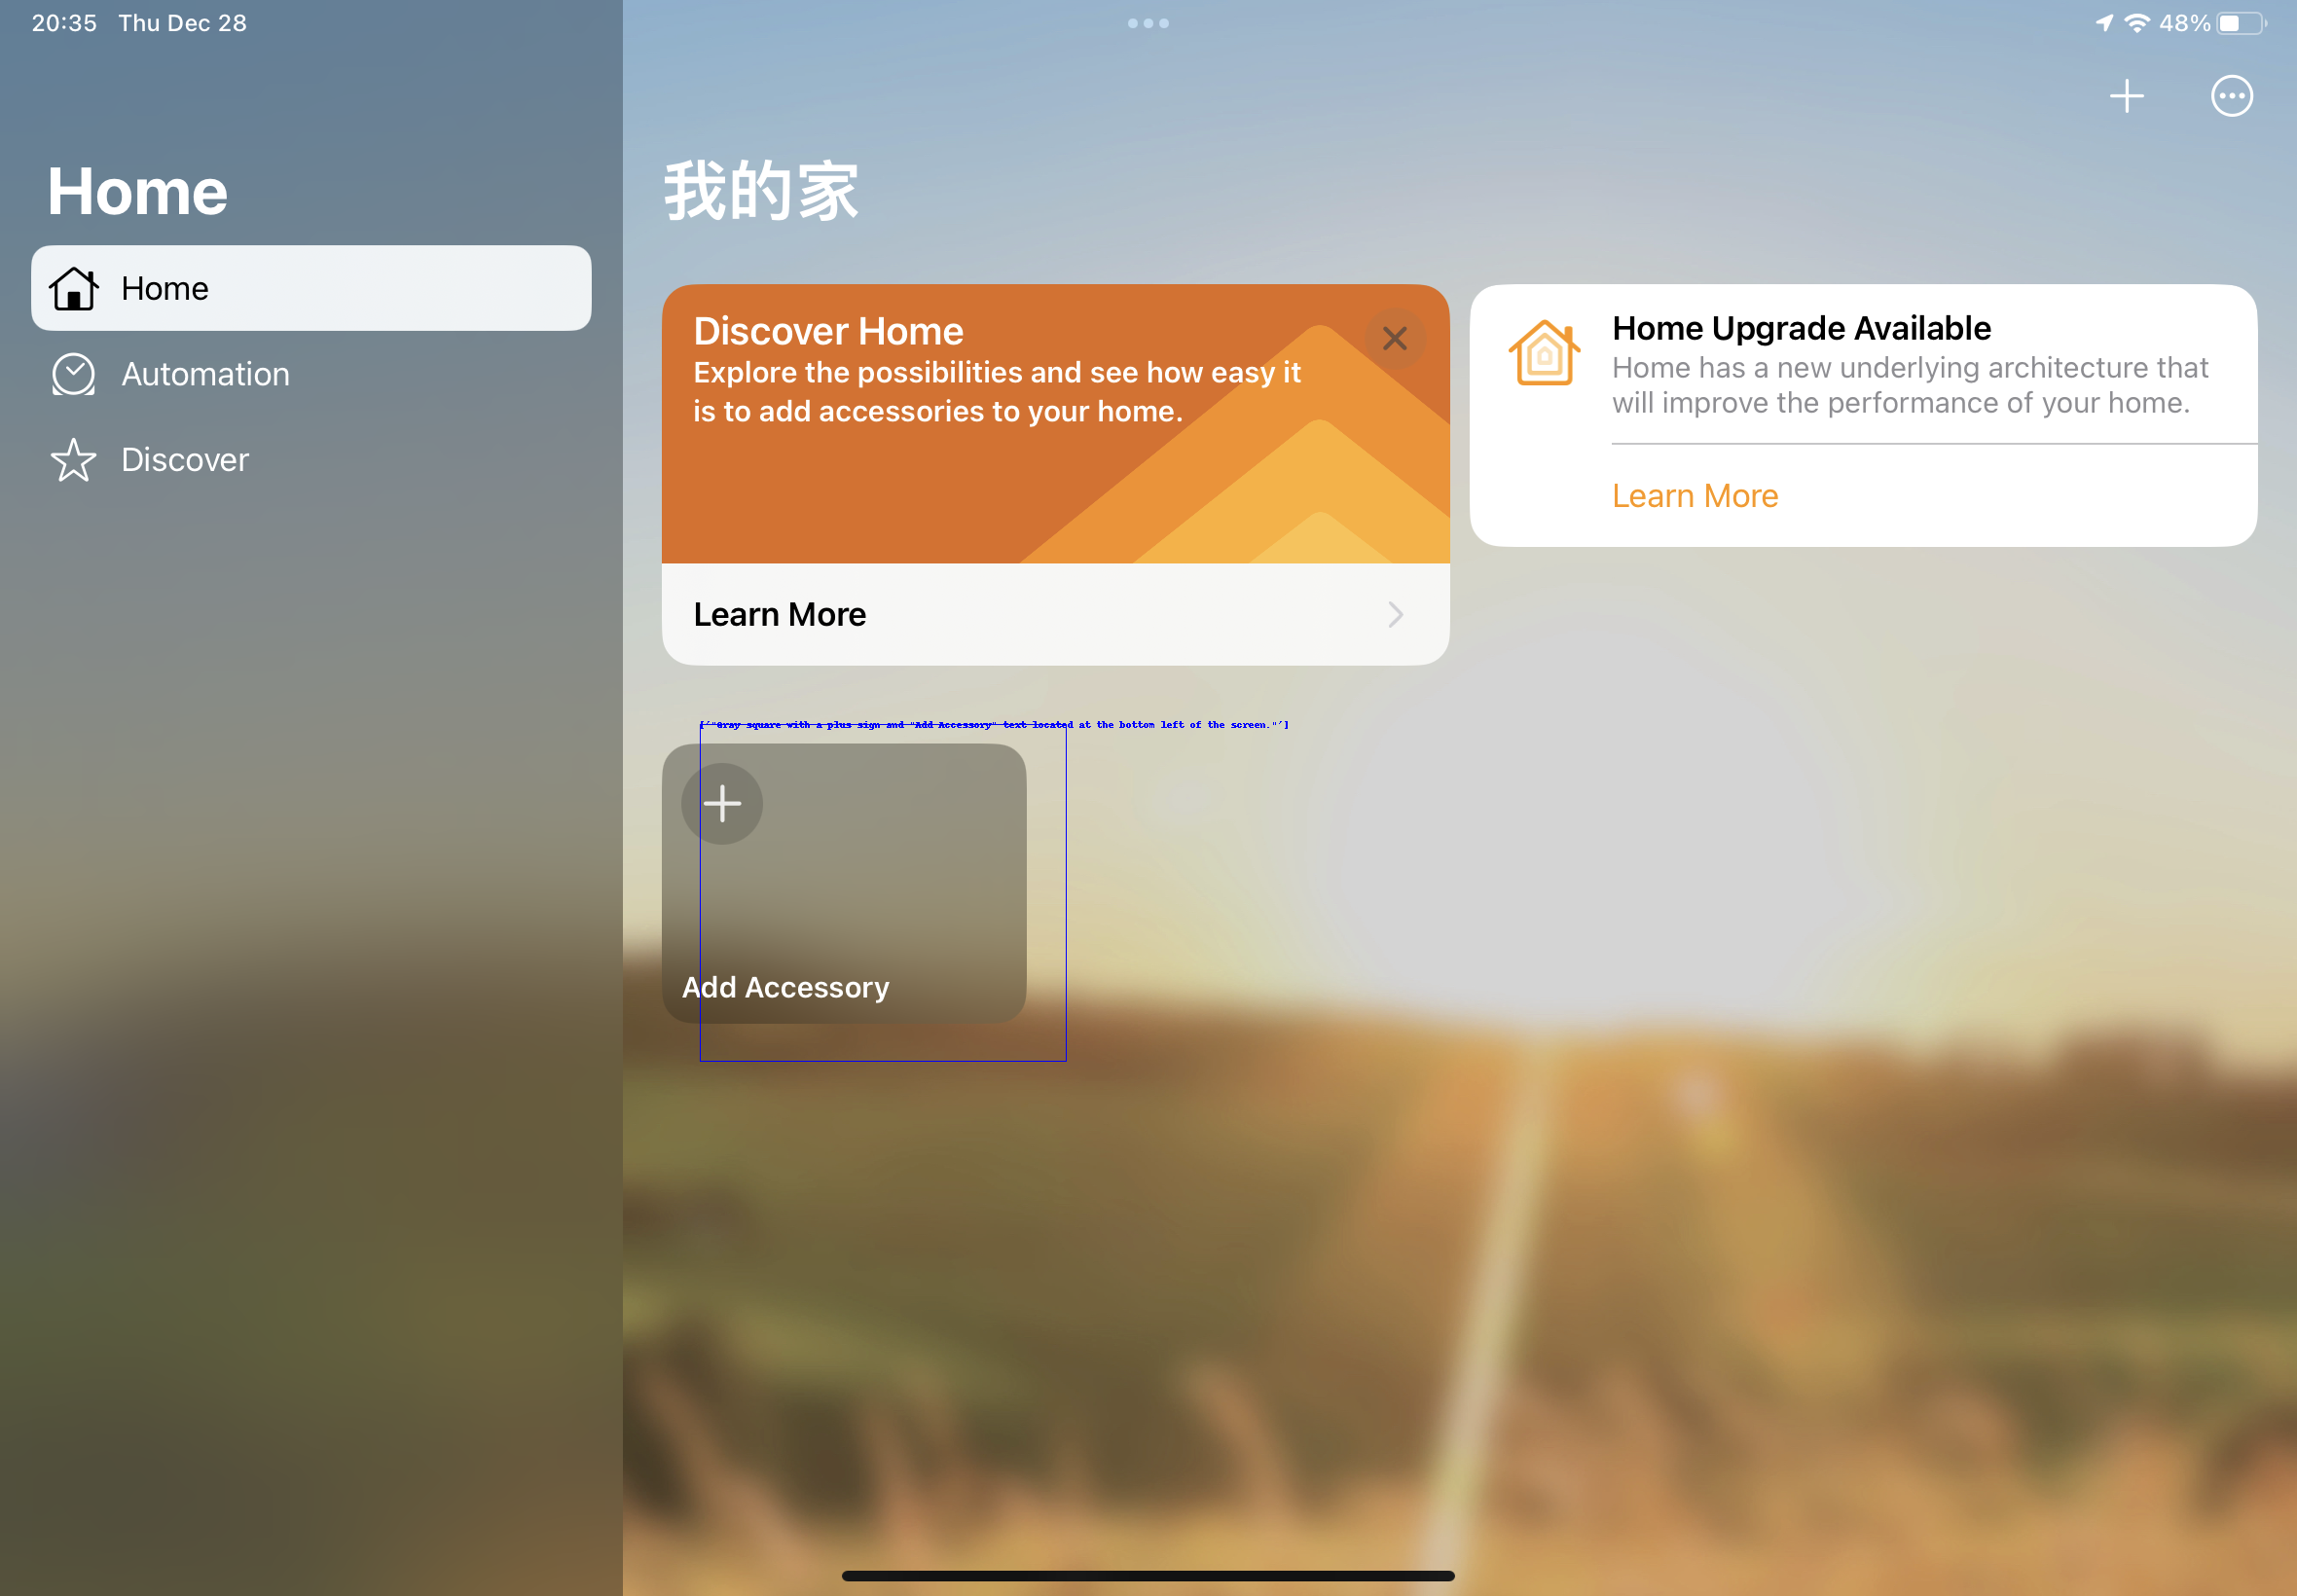 20:35 Thu Dec 28
48%
Home
Home
Automation
Discover
我的家
Discover Home
Explore the possibilities and see how easy it
is to add accessories to your home.
Learn More
Home Upgrade Available
Home has a new underlying architecture that
will improve the performance of your home.
Learn More
['"Gray square with a plus sign and "Add Accessory" text located at the bottom left of the screen."']
Add Accessory